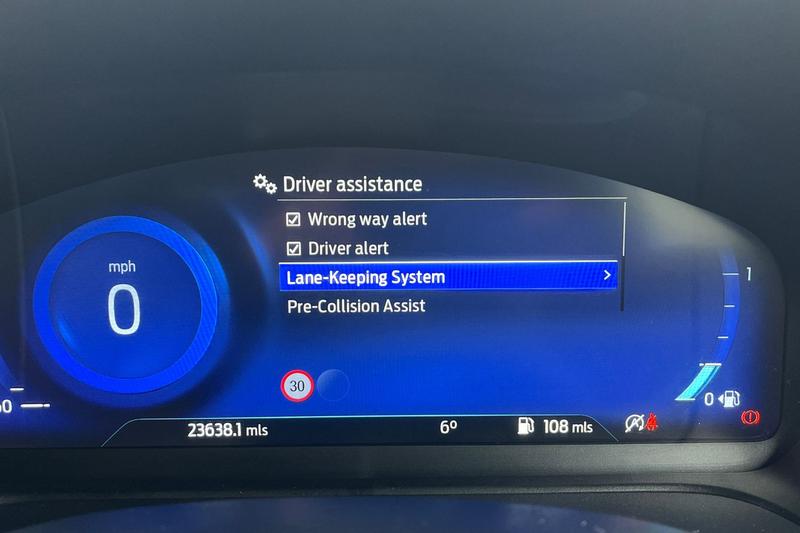 Driver assistance
Wrong way alert
Driver alert
Lane-Keeping System
Pre-Collision Assist
mph
0
30
1
0
23638.1 mls
6º
108 mls